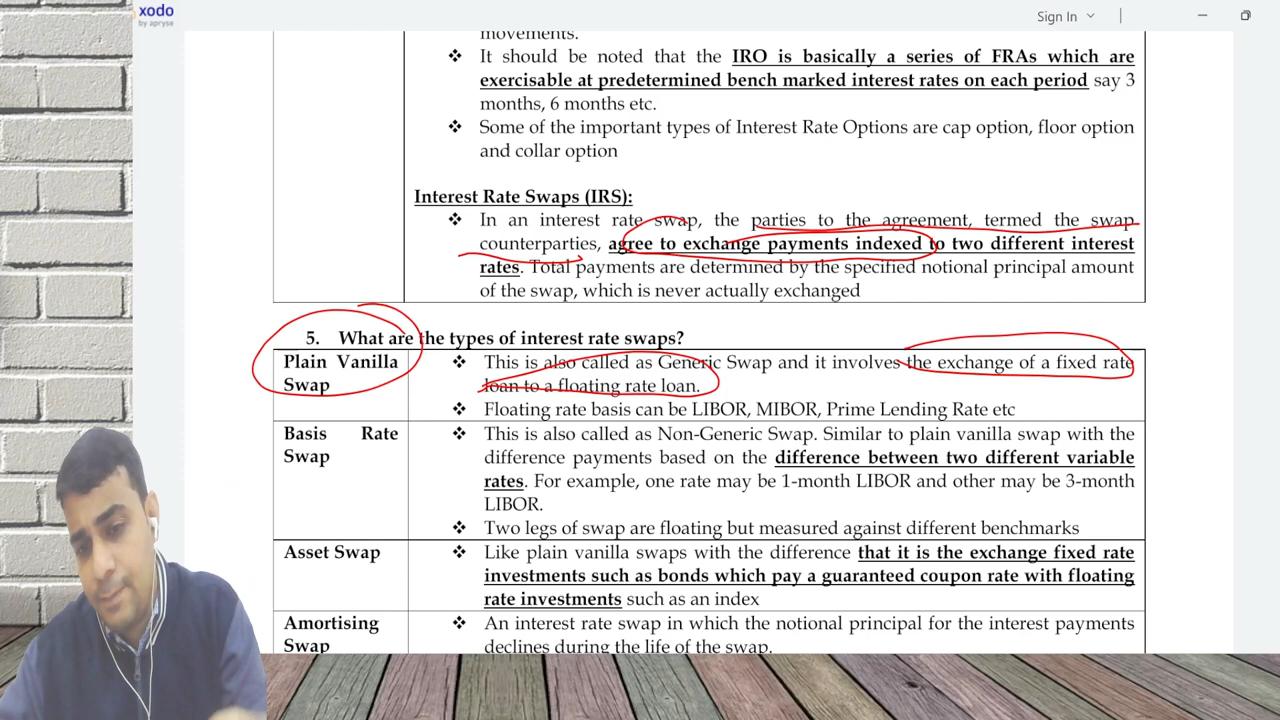 xodo
by apryse
Sign In
movements.
❖ It should be noted that the IRO is basically a series of FRAs which are
exercisable at predetermined bench marked interest rates on each period say 3
months, 6 months etc.
❖ Some of the important types of Interest Rate Options are cap option, floor option
and collar option
Interest Rate Swaps (IRS):
❖ In an interest rate swap, the parties to the agreement, termed the swap
counterparties, agree to exchange payments indexed to two different interest
rates. Total payments are determined by the specified notional principal amount
of the swap, which is never actually exchanged
5. What are the types of interest rate swaps?
Plain Vanilla
Swap
❖ This is also called as Generic Swap and it involves the exchange of a fixed rate
loan to a floating rate loan.
❖ Floating rate basis can be LIBOR, MIBOR, Prime Lending Rate etc
Basis Rate
Swap
❖ This is also called as Non-Generic Swap. Similar to plain vanilla swap with the
difference payments based on the difference between two different variable
rates. For example, one rate may be 1-month LIBOR and other may be 3-month
LIBOR.
❖ Two legs of swap are floating but measured against different benchmarks
Asset Swap
❖ Like plain vanilla swaps with the difference that it is the exchange fixed rate
investments such as bonds which pay a guaranteed coupon rate with floating
rate investments such as an index
Amortising
Swap
❖ An interest rate swap in which the notional principal for the interest payments
declines during the life of the swap.